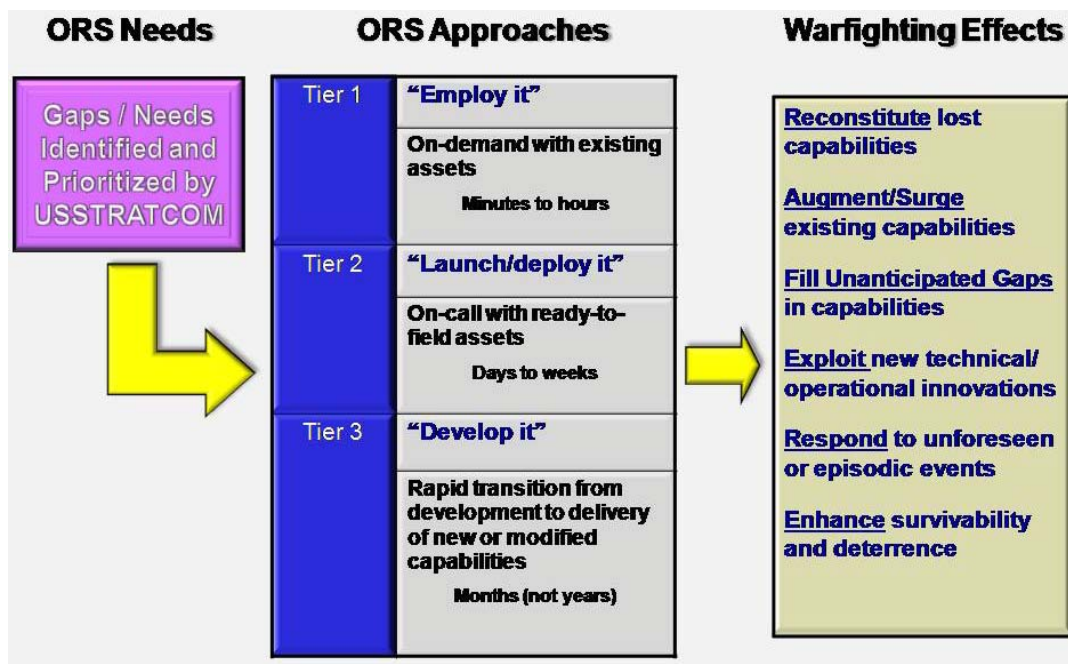 ORS Needs
Gaps / Needs
Identified and
Prioritized by
USSTRATCOM
ORS Approaches
Tier 1
“Employ it”
On-demand with existing
assets
Minutes to hours
Tier 2
“Launch/deploy it”
On-call with ready-to-
field assets
Days to weeks
Tier 3
“Develop it”
Rapid transition from
development to delivery
of new or modified
capabilities
Months (not years)
Warfighting Effects
Reconstitute lost
capabilities
Augment/Surge
existing capabilities
Fill Unanticipated Gaps
in capabilities
Exploit new technical/
operational innovations
Respond to unforeseen
or episodic events
Enhance survivability
and deterrence